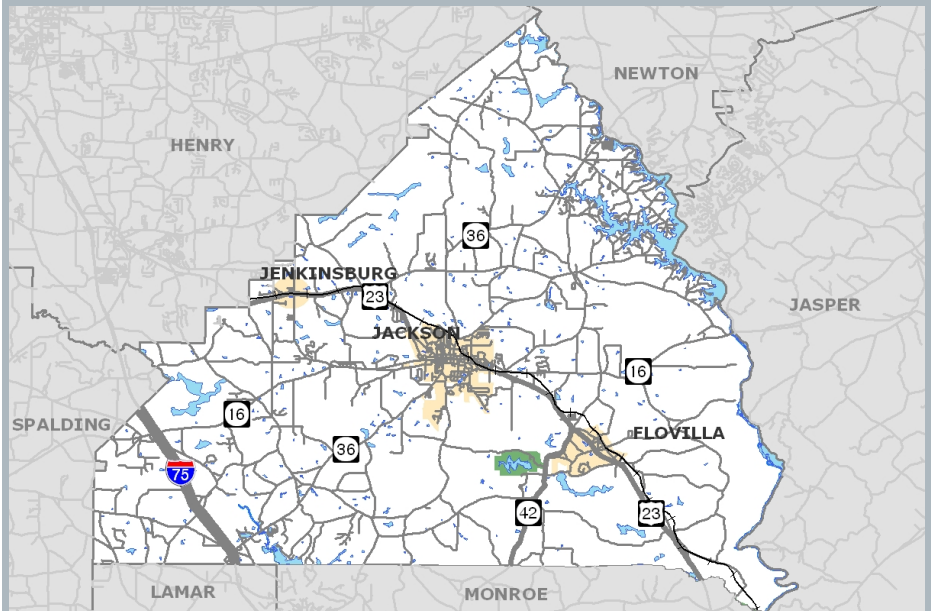 NEWTON
HENRY
36
JENKINSBURG
23
JASPER
JACKSON
16
16
SPALDING
FLOVILLA
36
75
42
23
LAMAR
MONROE